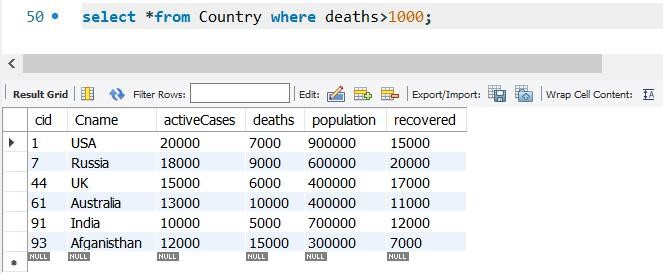 50 select *from Country where deaths>1000;
Result Grid Filter Rows: Edit: Export/Import: Wrap Cell Content: IA
cid Cname activeCases deaths population recovered
1 USA 20000 7000 900000 15000
7 Russia 18000 9000 600000 20000
44 UK 15000 6000 400000 17000
61 Australia 13000 10000 400000 11000
91 India 10000 5000 700000 12000
93 Afganisthan 12000 15000 300000 7000
NULL NULL NULL NULL NULL NULL